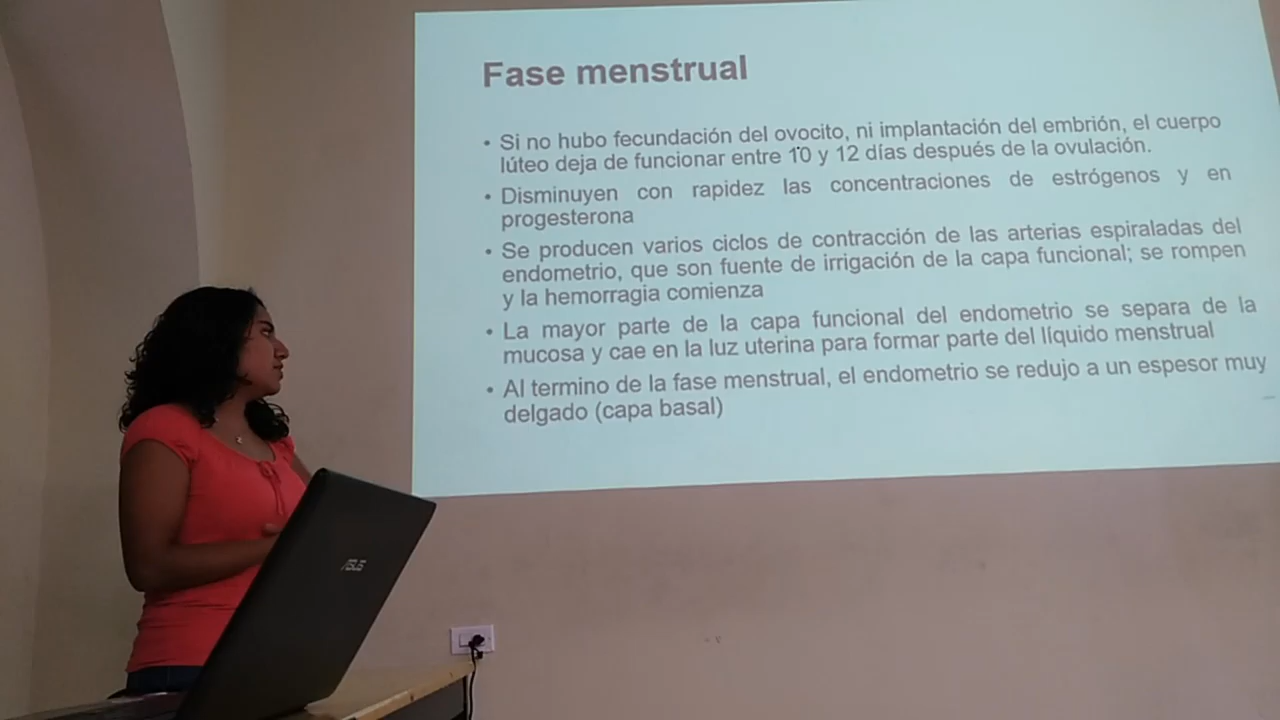 Fase menstrual
• Si no hubo fecundación del ovocito, ni implantación del embrión, el cuerpo
lúteo deja de funcionar entre 10 y 12 días después de la ovulación.
• Disminuyen con rapidez las concentraciones de estrógenos y en
progesterona
• Se producen varios ciclos de contracción de las arterias espiraladas del
endometrio, que son fuente de irrigación de la capa funcional; se rompen
y la hemorragia comienza
• La mayor parte de la capa funcional del endometrio se separa de la
mucosa y cae en la luz uterina para formar parte del líquido menstrual
• Al termino de la fase menstrual, el endometrio se redujo a un espesor muy
delgado (capa basal)
ASUS